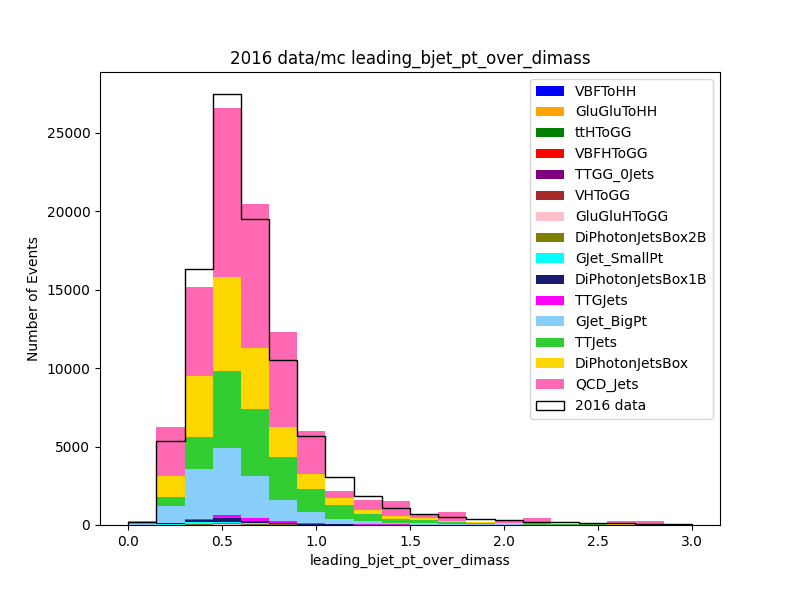 2016 data/mc leading_bjet_pt_over_dimass
Number of Events
25000
20000
15000
10000
5000
0
0.0
0.5
1.0
1.5
2.0
2.5
3.0
leading_bjet_pt_over_dimass
VBFToHH
GluGluToHH
ttHToGG
VBFHToGG
TTGG_0Jets
VHToGG
GluGluHToGG
DiPhotonJetsBox2B
GJet_SmallPt
DiPhotonJetsBox1B
TTGJets
GJet_BigPt
TTJets
DiPhotonJetsBox
QCD_Jets
2016 data